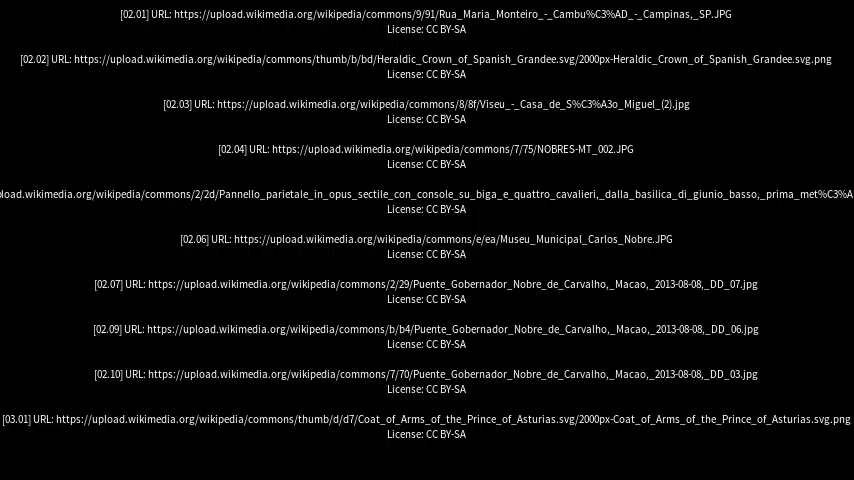 [02.01] URL: https://upload.wikimedia.org/wikipedia/commons/9/91/Rua_Maria_Monteiro_-_Cambu%C3%AD_-_Campinas,_SP.JPG
License: CC BY-SA
[02.02] URL: https://upload.wikimedia.org/wikipedia/commons/thumb/b/bd/Heraldic_Crown_of_Spanish_Grandee.svg/2000px-Heraldic_Crown_of_Spanish_Grandee.svg.png
License: CC BY-SA
[02.03] URL: https://upload.wikimedia.org/wikipedia/commons/8/8f/Viseu_-_Casa_de_S%C3%A3o_Miguel_(2).jpg
License: CC BY-SA
[02.04] URL: https://upload.wikimedia.org/wikipedia/commons/7/75/NOBRES-MT_002.JPG
License: CC BY-SA
pload.wikimedia.org/wikipedia/commons/2/2d/Pannello_parietale_in_opus_sectile_con_console_su_biga_e_quattro_cavalieri,_dalla_basilica_di_giunio_basso,_prima_met%C3%A
License: CC BY-SA
[02.06] URL: https://upload.wikimedia.org/wikipedia/commons/e/ea/Museu_Municipal_Carlos_Nobre.JPG
License: CC BY-SA
[02.07] URL: https://upload.wikimedia.org/wikipedia/commons/2/29/Puente_Gobernador_Nobre_de_Carvalho,_Macao,_2013-08-08,_DD_07.jpg
License: CC BY-SA
[02.09] URL: https://upload.wikimedia.org/wikipedia/commons/b/b4/Puente_Gobernador_Nobre_de_Carvalho,_Macao,_2013-08-08,_DD_06.jpg
License: CC BY-SA
[02.10] URL: https://upload.wikimedia.org/wikipedia/commons/7/70/Puente_Gobernador_Nobre_de_Carvalho,_Macao,_2013-08-08,_DD_03.jpg
License: CC BY-SA
[03.01] URL: https://upload.wikimedia.org/wikipedia/commons/thumb/d/d7/Coat_of_Arms_of_the_Prince_of_Asturias.svg/2000px-Coat_of_Arms_of_the_Prince_of_Asturias.svg.png
License: CC BY-SA